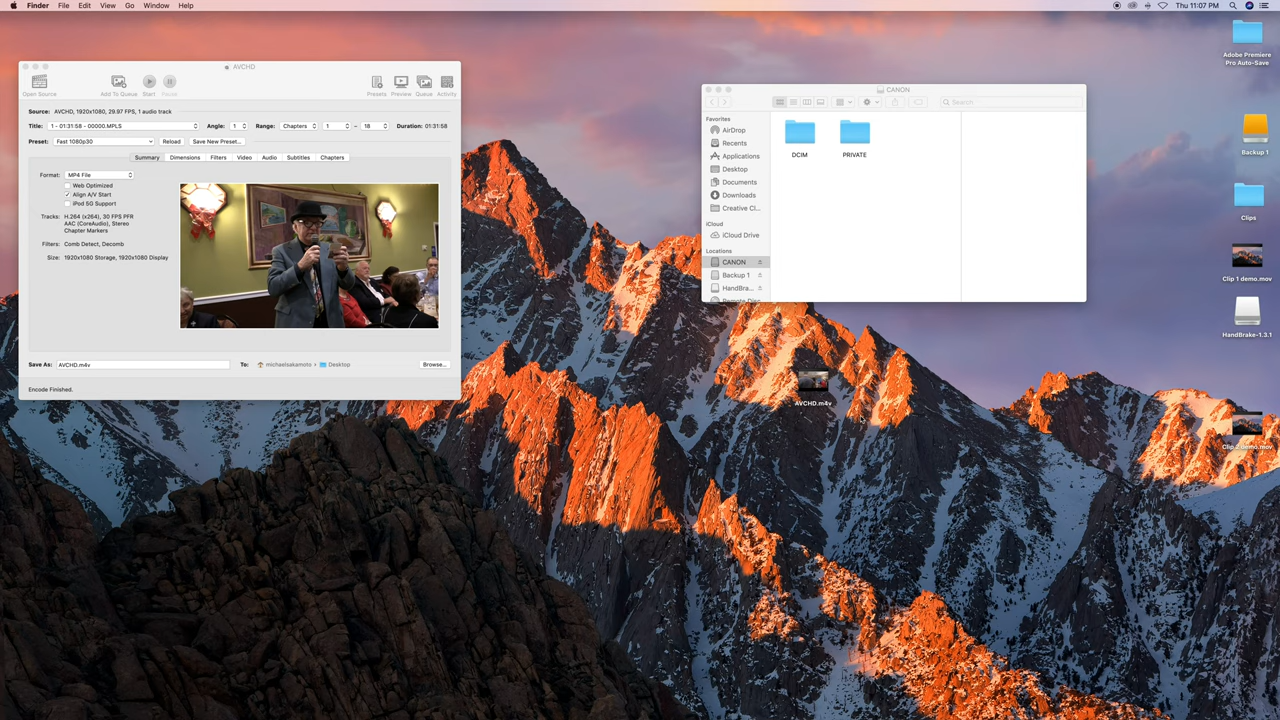 Finder File Edit View Go Window Help
Thu 11:07 PM
AVCHD
Open Source
Add To Queue Start Pause
Presets Preview Queue Activity
Source: AVCHD, 1920x1080, 29.97 FPS, 1 audio track
Title: 1 - 01:31:58 - 00000.MPLS Angle: 1 Range: Chapters 1 - 18 Duration: 01:31:58
Preset: Fast 1080p30 Reload Save New Preset...
Summary Dimensions Filters Video Audio Subtitles Chapters
Format: MP4 File
Web Optimized
Align A/V Start
iPod 5G Support
Tracks: H.264 (x264), 30 FPS PFR
AAC (CoreAudio), Stereo
Chapter Markers
Filters: Comb Detect, Decomb
Size: 1920x1080 Storage, 1920x1080 Display
Save As: AVCHD.m4v To: michaelsakamoto Desktop Browse...
Encode Finished.
CANON
Search
Favorites
AirDrop
Recents
Applications
Desktop
Documents
Downloads
Creative Cl...
iCloud
iCloud Drive
Locations
CANON
Backup 1
HandBra...
DCIM
PRIVATE
AVCHD.m4v
Adobe Premiere
Pro Auto-Save
Backup 1
Clips
Clip 1 demo.mov
HandBrake-1.3.1
Clip 2 demo.mov